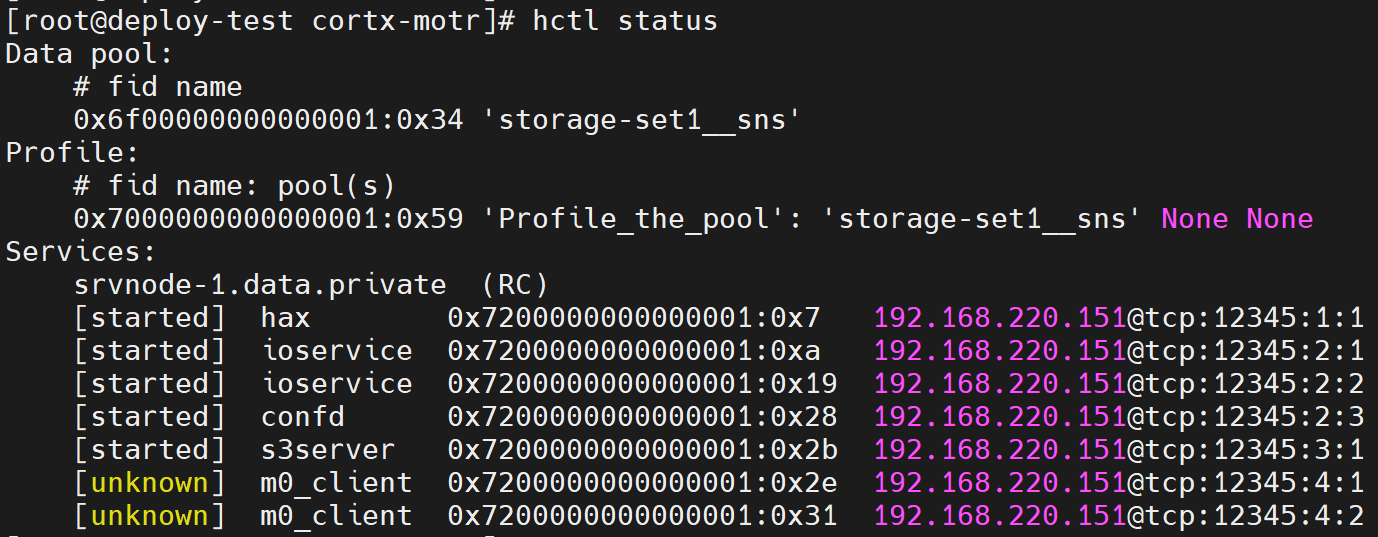 [root@deploy-test cortx-motr]# hctl status
Data pool:
    # fid name
    0x6f00000000000001:0x34 'storage-set1__sns'
Profile:
    # fid name: pool(s)
    0x7000000000000001:0x59 'Profile_the_pool': 'storage-set1__sns' None None
Services:
    srvnode-1.data.private  (RC)
    [started]  hax        0x7200000000000001:0x7   192.168.220.151@tcp:12345:1:1
    [started]  ioservice  0x7200000000000001:0xa   192.168.220.151@tcp:12345:2:1
    [started]  ioservice  0x7200000000000001:0x19  192.168.220.151@tcp:12345:2:2
    [started]  confd      0x7200000000000001:0x28  192.168.220.151@tcp:12345:2:3
    [started]  s3server   0x7200000000000001:0x2b  192.168.220.151@tcp:12345:3:1
    [unknown]  m0_client  0x7200000000000001:0x2e  192.168.220.151@tcp:12345:4:1
    [unknown]  m0_client  0x7200000000000001:0x31  192.168.220.151@tcp:12345:4:2